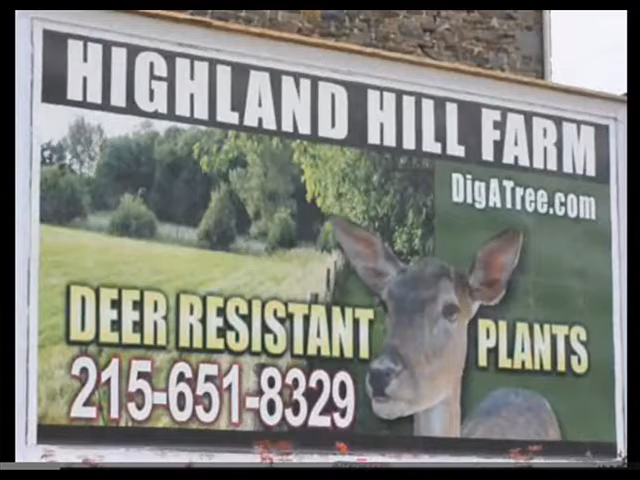 HIGHLAND HILL FARM
DigATree.com
DEER RESISTANT PLANTS
215-651-8329